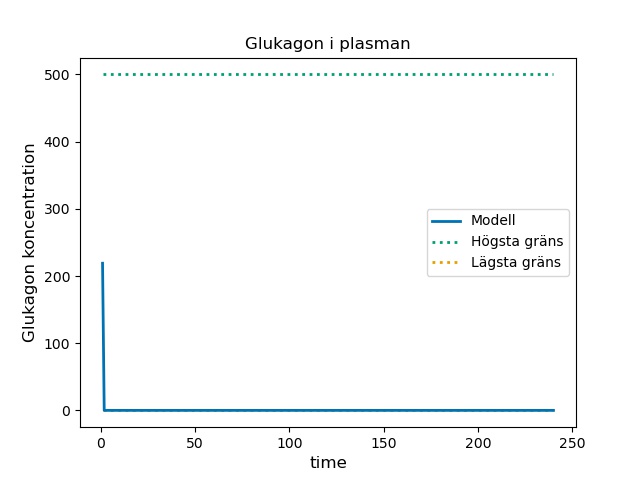 Glukagon i plasman
Glukagon koncentration
500
400
300
200
100
0
Modell
Högsta gräns
Lägsta gräns
0 50 100 150 200 250
time